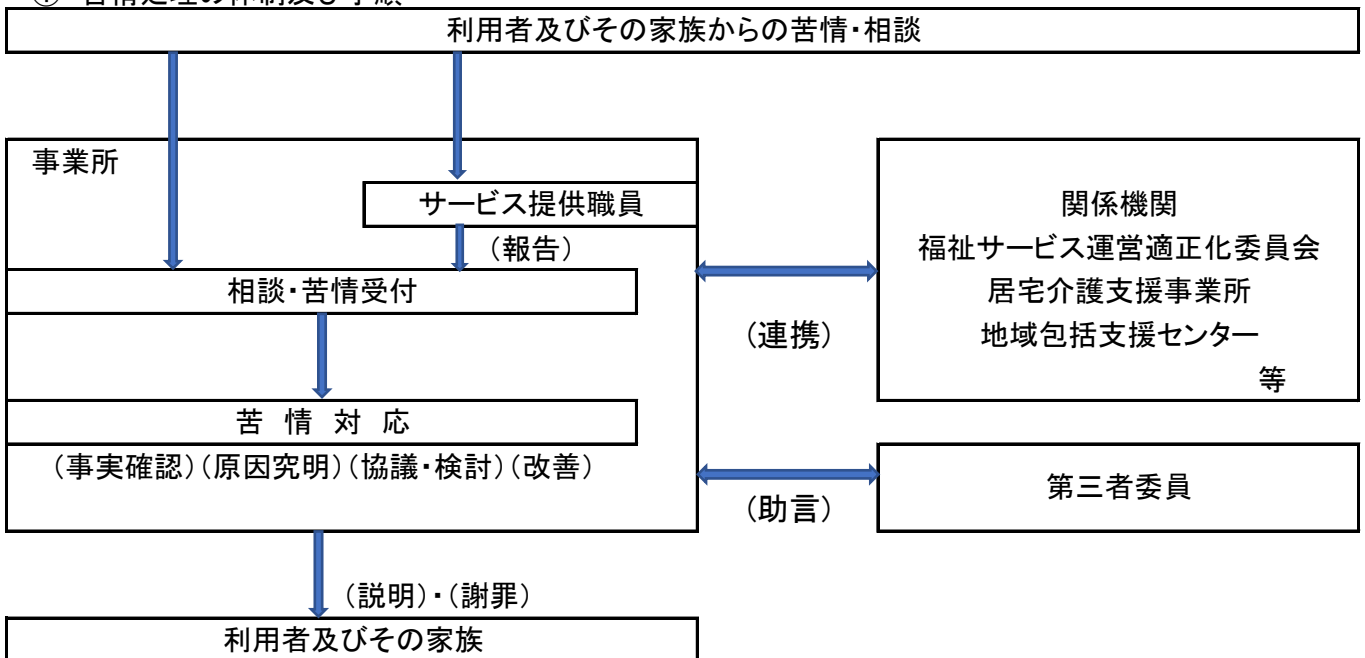 利用者及びその家族からの苦情・相談
事業所
サービス提供職員
(報告)
相談・苦情受付
苦 情 対 応
(事実確認)(原因究明)(協議・検討)(改善)
(連携)
関係機関
福祉サービス運営適正化委員会
居宅介護支援事業所
地域包括支援センター
等
(助言)
第三者委員
(説明)・(謝罪)
利用者及びその家族